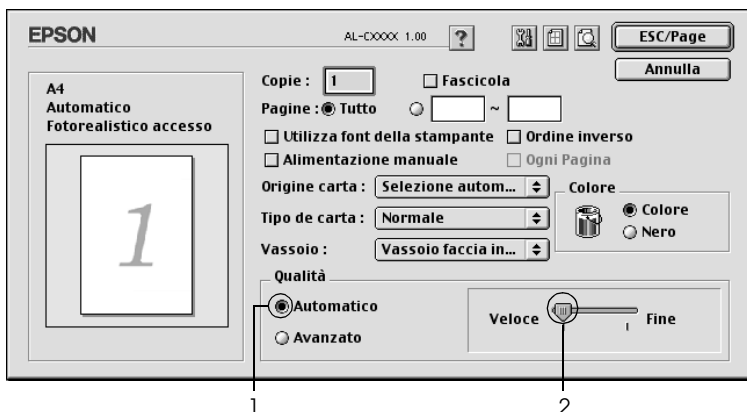 EPSON
AL-CXXXX 1.00
?
ESC/Page
Annulla
A4
Automatico
Fotorealistico accesso
1
Copie : 1
Fascicola
Pagine : Tutto ~
Utilizza font della stampante
Ordine inverso
Alimentazione manuale
Ogni Pagina
Origine carta : Selezione autom...
Tipo de carta : Normale
Vassoio : Vassoio faccia in...
Colore
Colore
Nero
Qualità
Automatico
Avanzato
Veloce
Fine
1
2